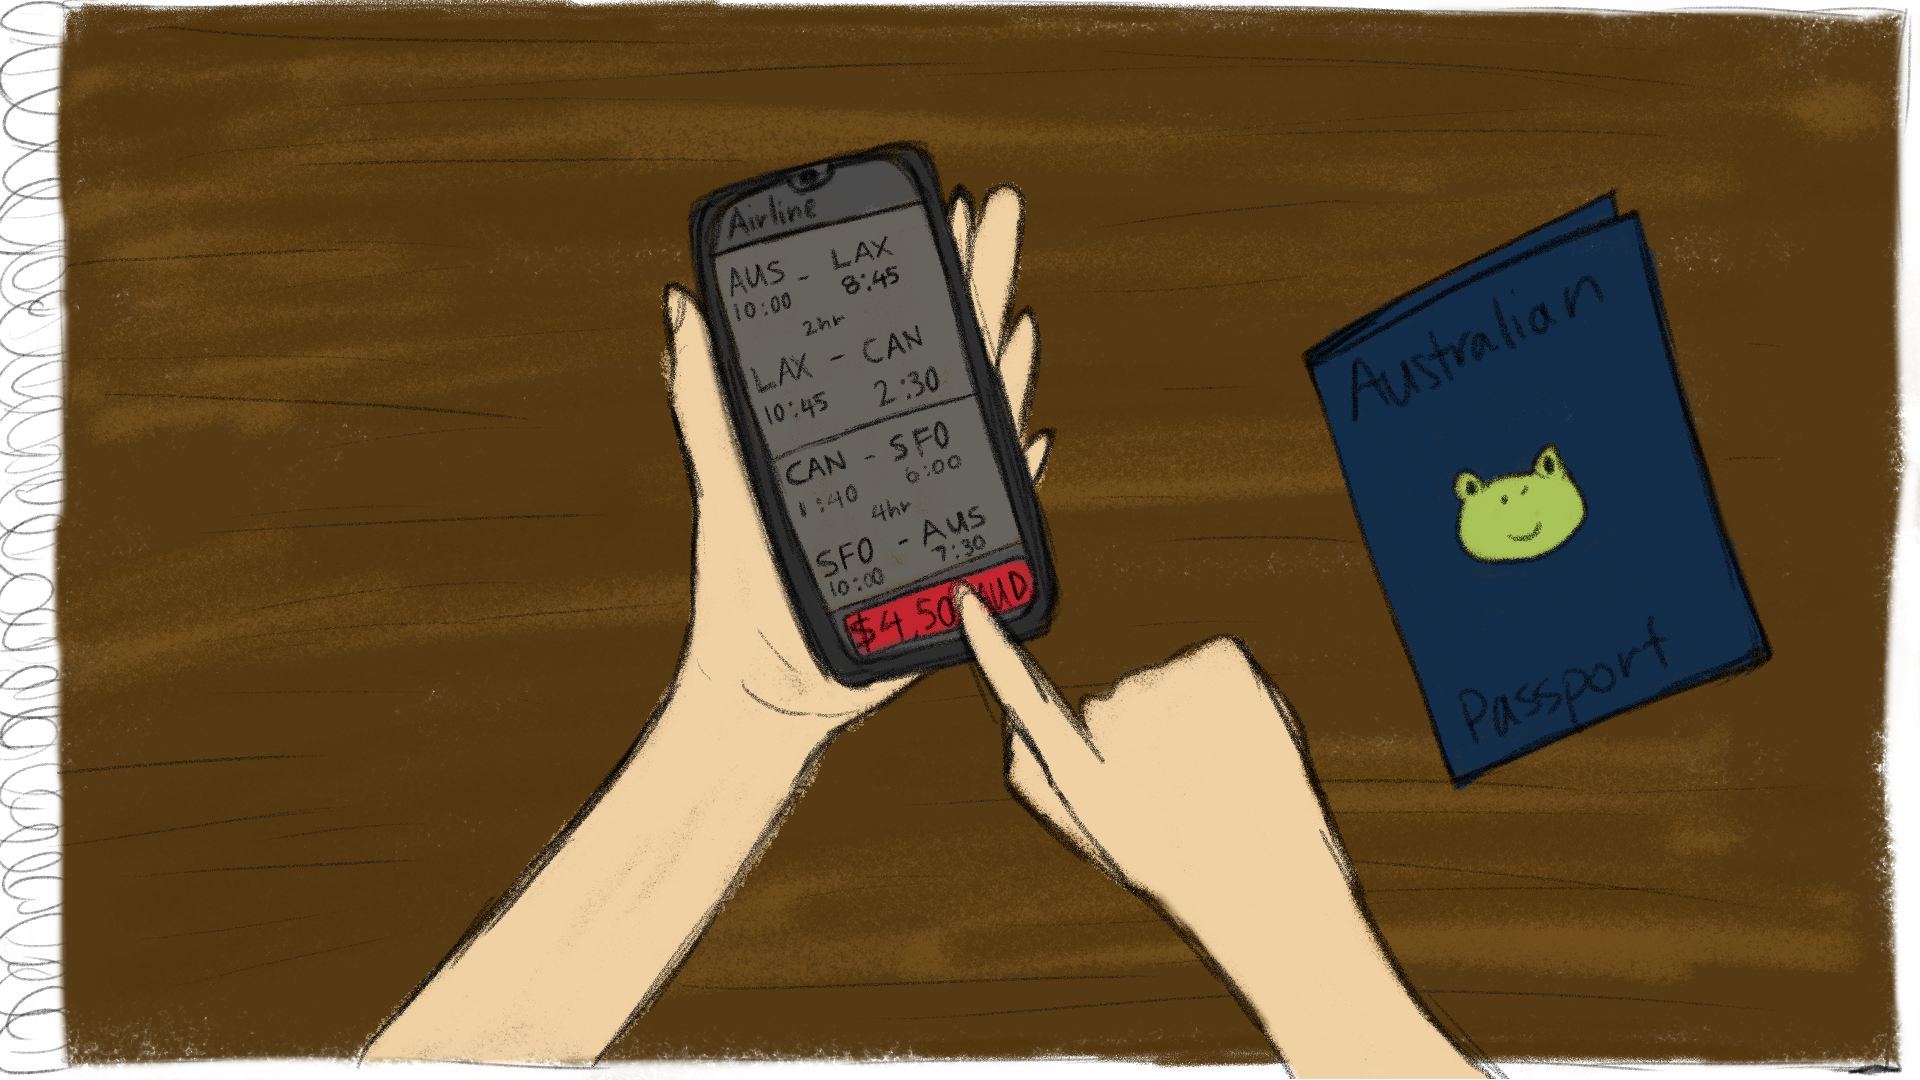 Airline
AUS - LAX
10:00 8:45
2hr
LAX - CAN
10:45 2:30
CAN - SFO
1:40 6:00
4hr
SFO - AUS
10:00 7:30
$4,50 AUD
Australian
Passport